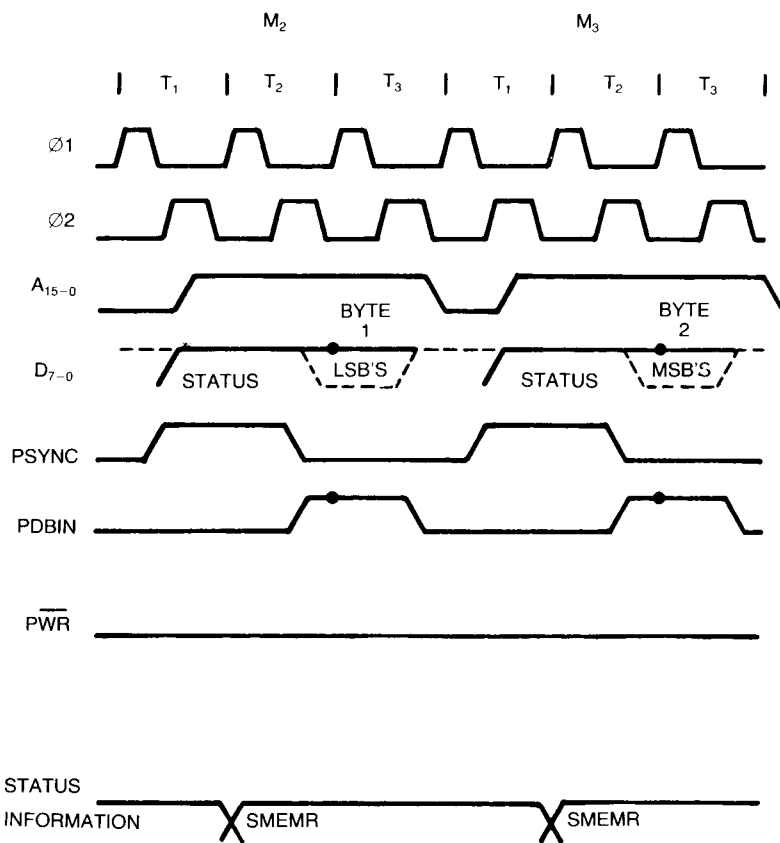 M₂ M₃
T₁ T₂ T₃ T₁ T₂ T₃
Ø1
Ø2
A₁₅₋₀
BYTE BYTE
1 2
D₇₋₀ STATUS LSB'S STATUS MSB'S
PSYNC
PDBIN
PW̅R̅
STATUS
INFORMATION SMEMR SMEMR